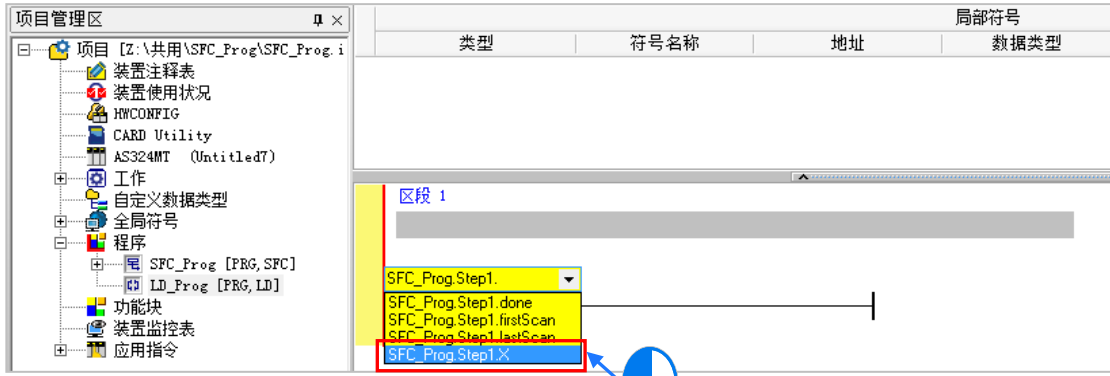 项目管理区
项目 [Z:\共用\SFC_Prog\SFC_Prog.i
装置注释表
装置使用状况
HWCONFIG
CARD Utility
AS324MT (Untitled7)
工作
自定义数据类型
全局符号
程序
SFC_Prog [PRG,SFC]
LD_Prog [PRG,LD]
功能块
装置监控表
应用指令
局部符号
类型 符号名称 地址 数据类型
区段 1
SFC_Prog.Step1.
SFC_Prog.Step1.done
SFC_Prog.Step1.firstScan
SFC_Prog.Step1.lastScan
SFC_Prog.Step1.X